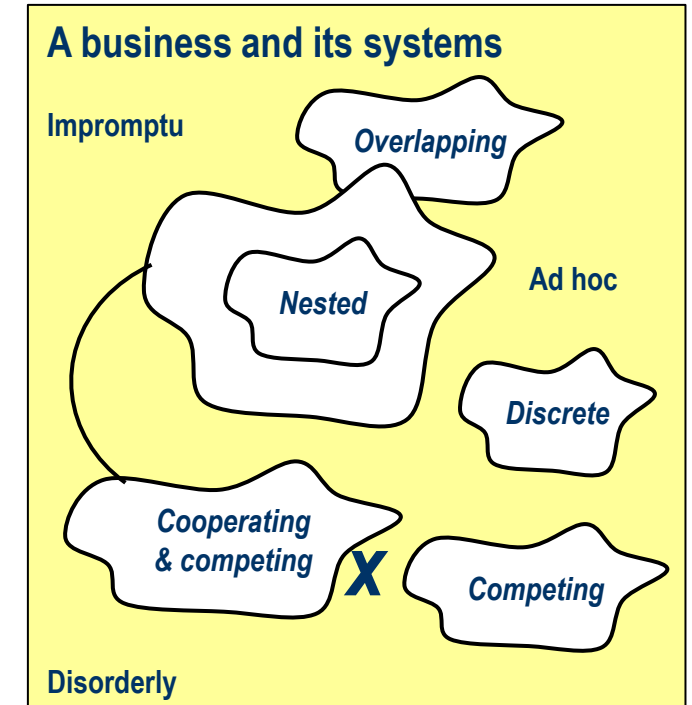 A business and its systems
Impromptu
Overlapping
Nested
Ad hoc
Discrete
Cooperating
& competing
X
Competing
Disorderly